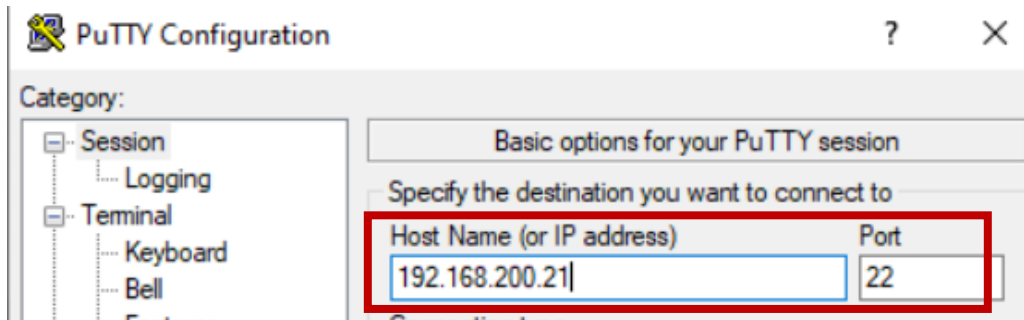 PuTTY Configuration ? ×
Category:
Session
Logging
Terminal
Keyboard
Bell
Basic options for your PuTTY session
Specify the destination you want to connect to
Host Name (or IP address) Port
192.168.200.21 22